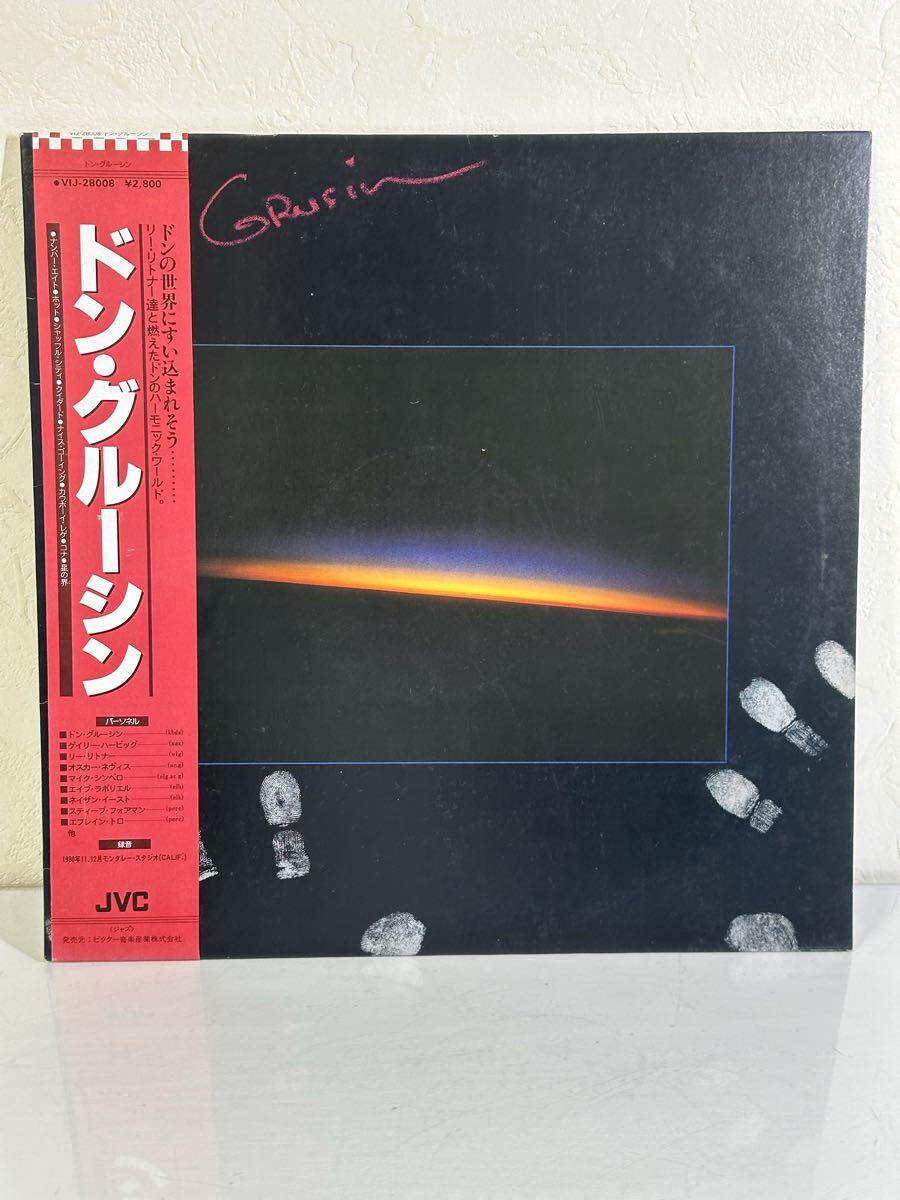 VIJ-28008 ドン・グルーシン
ドン・グルーシン
●VIJ-28008 ¥2,800
GRUSIN
ドンの世界にすい込まれそう………
リー・リトナー達と燃えたドンのハーモニック・ワールド。
ドン・グルーシン
●ナンバー・エイト●ホット●シャッフル・シティ●クイダード●ナイス・ゴーイング●カウボーイ・レゲ●コナ●星の界
パーソネル
■ドン・グルーシン (kbds)
■ゲイリー・ハービッグ (sax)
■リー・リトナー (elg)
■オスカー・ネヴィス (ac.g)
■マイク・シンペロ (elg.ac.g)
■エイブ・ラボリエル (elb)
■ネイザン・イースト (elb)
■スティーブ・フォアマン (perc)
■エフレイン・トロ (perc)
他
録音
1980年11,12月モンタレー・スタジオ(CALIF.)
JVC
〈ジャズ〉
発売元：ビクター音楽産業株式会社